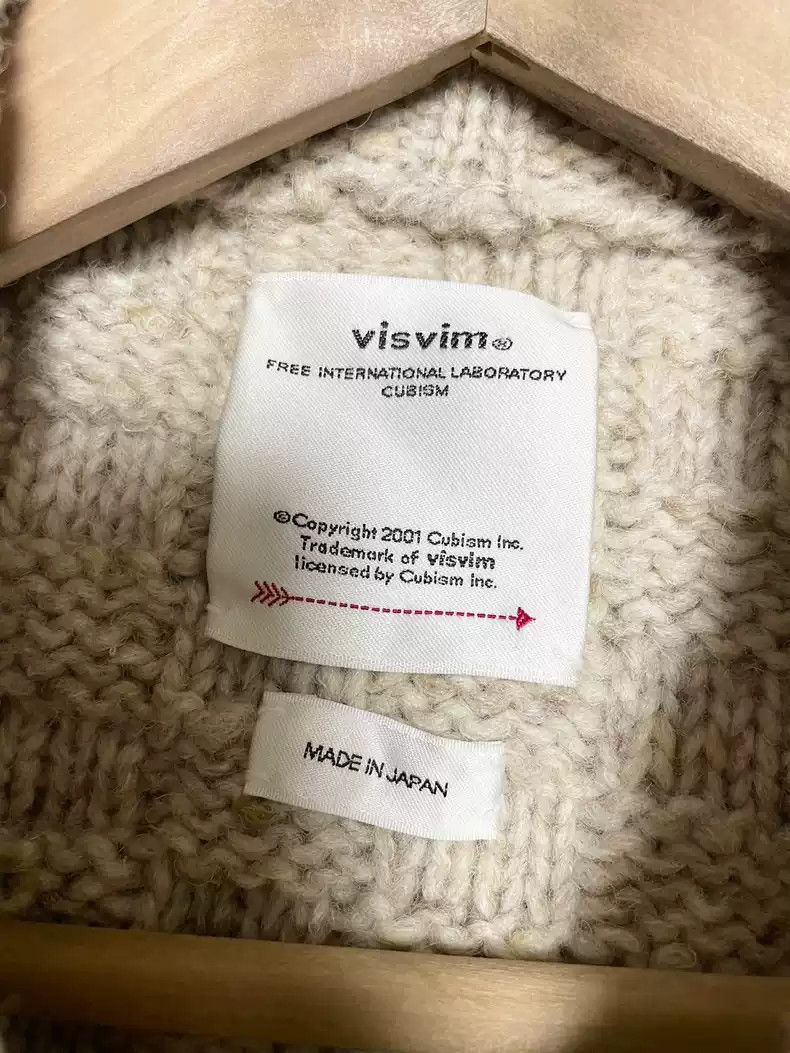 visvim®
FREE INTERNATIONAL LABORATORY
CUBISM
©Copyright 2001 Cubism Inc.
Trademark of visvim
licensed by Cubism Inc.
MADE IN JAPAN